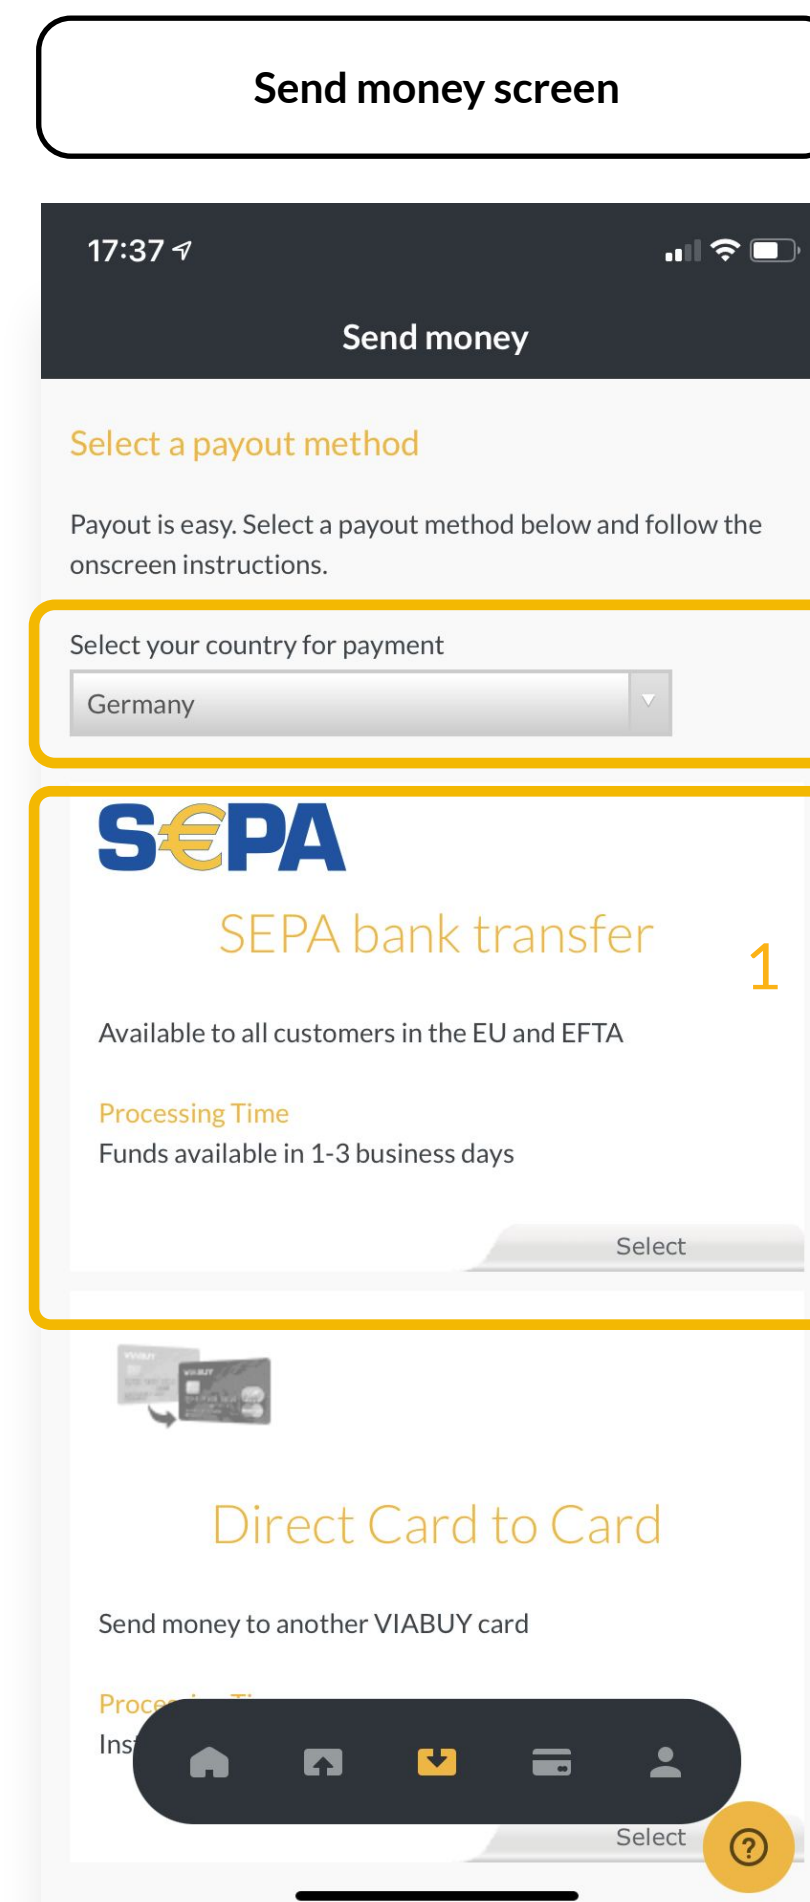 Send money screen
17:37
Send money
Select a payout method
Payout is easy. Select a payout method below and follow the
onscreen instructions.
Select your country for payment
Germany
S€PA
SEPA bank transfer
1
Available to all customers in the EU and EFTA
Processing Time
Funds available in 1-3 business days
Select
VIABUY
VIABUY
Direct Card to Card
Send money to another VIABUY card
Select
?